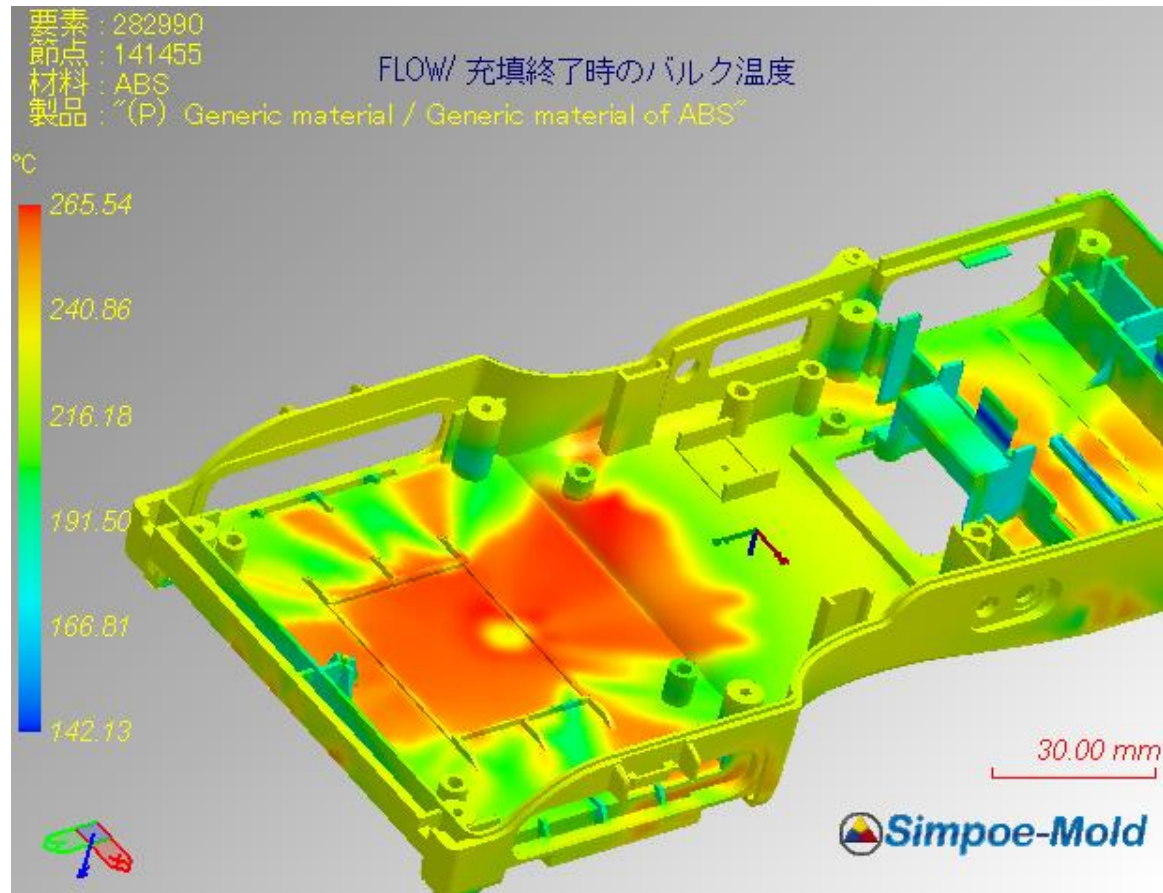 要素 : 282990
節点 : 141455
材料 : ABS
製品 : "(P) Generic material / Generic material of ABS"
FLOW/ 充填終了時のバルク温度
°C
265.54
240.86
216.18
191.50
166.81
142.13
30.00 mm
Simpoe-Mold